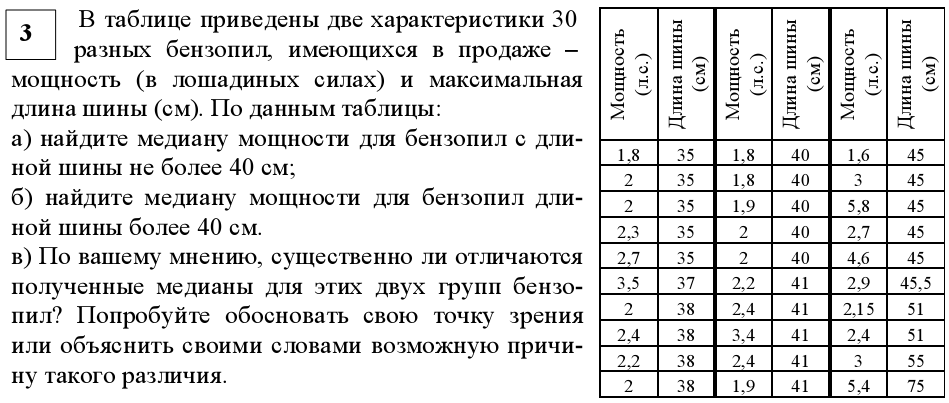 3
В таблице приведены две характеристики 30
разных бензопил, имеющихся в продаже –
мощность (в лошадиных силах) и максимальная
длина шины (см). По данным таблицы:
а) найдите медиану мощности для бензопил с дли-
ной шины не более 40 см;
б) найдите медиану мощности для бензопил дли-
ной шины более 40 см.
в) По вашему мнению, существенно ли отличаются
полученные медианы для этих двух групп бензо-
пил? Попробуйте обосновать свою точку зрения
или объяснить своими словами возможную причи-
ну такого различия.
Мощность (л.с.) Длина шины (см) Мощность (л.с.) Длина шины (см) Мощность (л.с.) Длина шины (см)
1,8 35 1,8 40 1,6 45
2 35 1,8 40 3 45
2 35 1,9 40 5,8 45
2,3 35 2 40 2,7 45
2,7 35 2 40 4,6 45
3,5 37 2,2 41 2,9 45,5
2 38 2,4 41 2,15 51
2,4 38 3,4 41 2,4 51
2,2 38 2,4 41 3 55
2 38 1,9 41 5,4 75